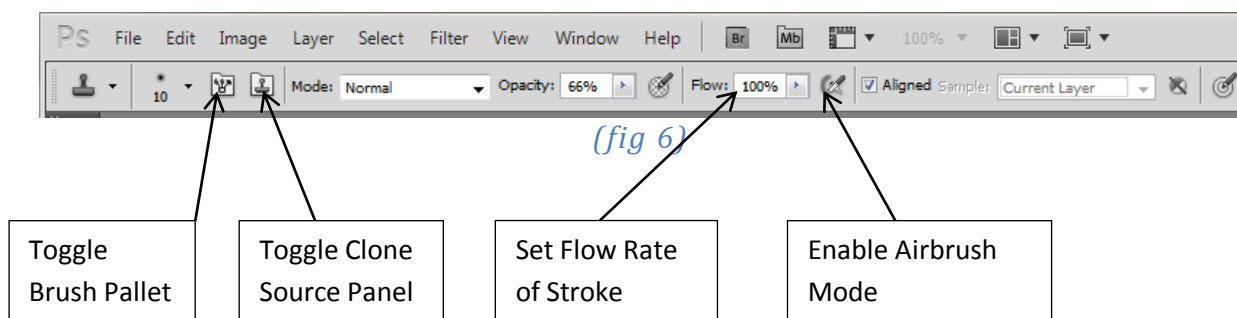 Ps File Edit Image Layer Select Filter View Window Help Br Mb 100%
10 Mode: Normal Opacity: 66% Flow: 100% Aligned Sample: Current Layer
(fig 6)
Toggle
Brush Pallet
Toggle Clone
Source Panel
Set Flow Rate
of Stroke
Enable Airbrush
Mode